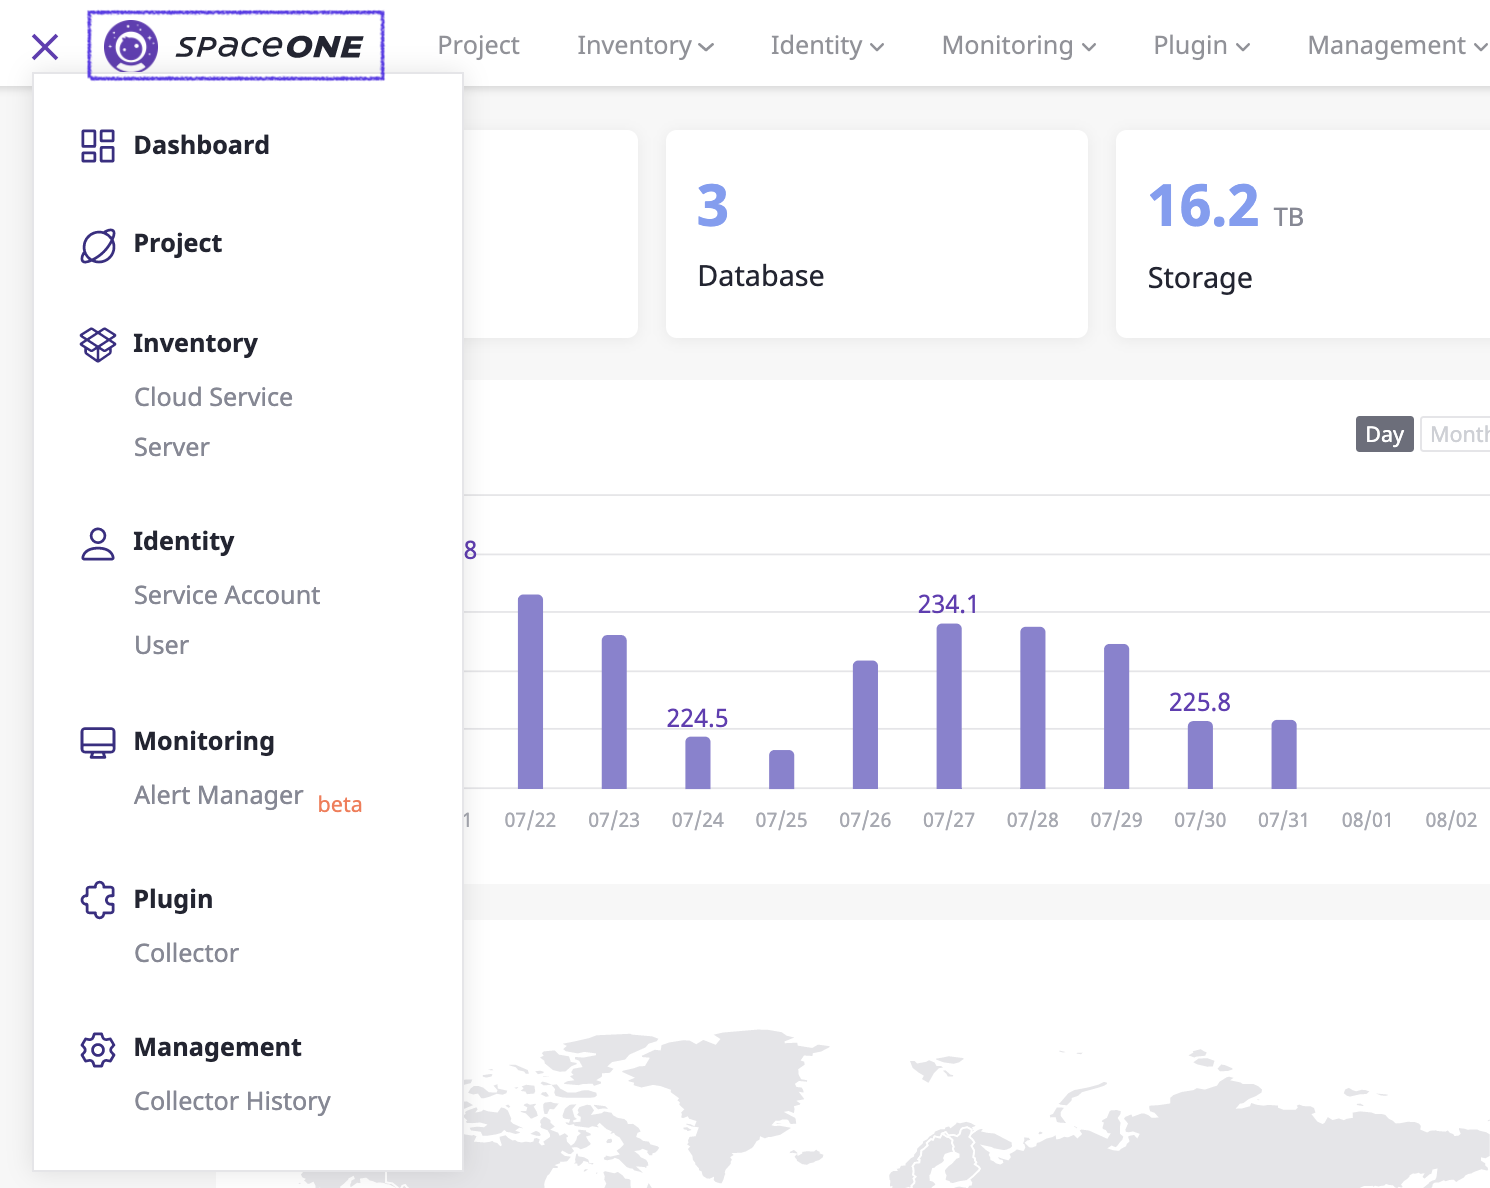 spaceONE
Project Inventory Identity Monitoring Plugin Management
Dashboard
Project
Inventory
Cloud Service
Server
Identity
Service Account
User
Monitoring
Alert Manager beta
Plugin
Collector
Management
Collector History
3
Database
16.2 TB
Storage
Day Month
8
234.1
224.5
225.8
1 07/22 07/23 07/24 07/25 07/26 07/27 07/28 07/29 07/30 07/31 08/01 08/02